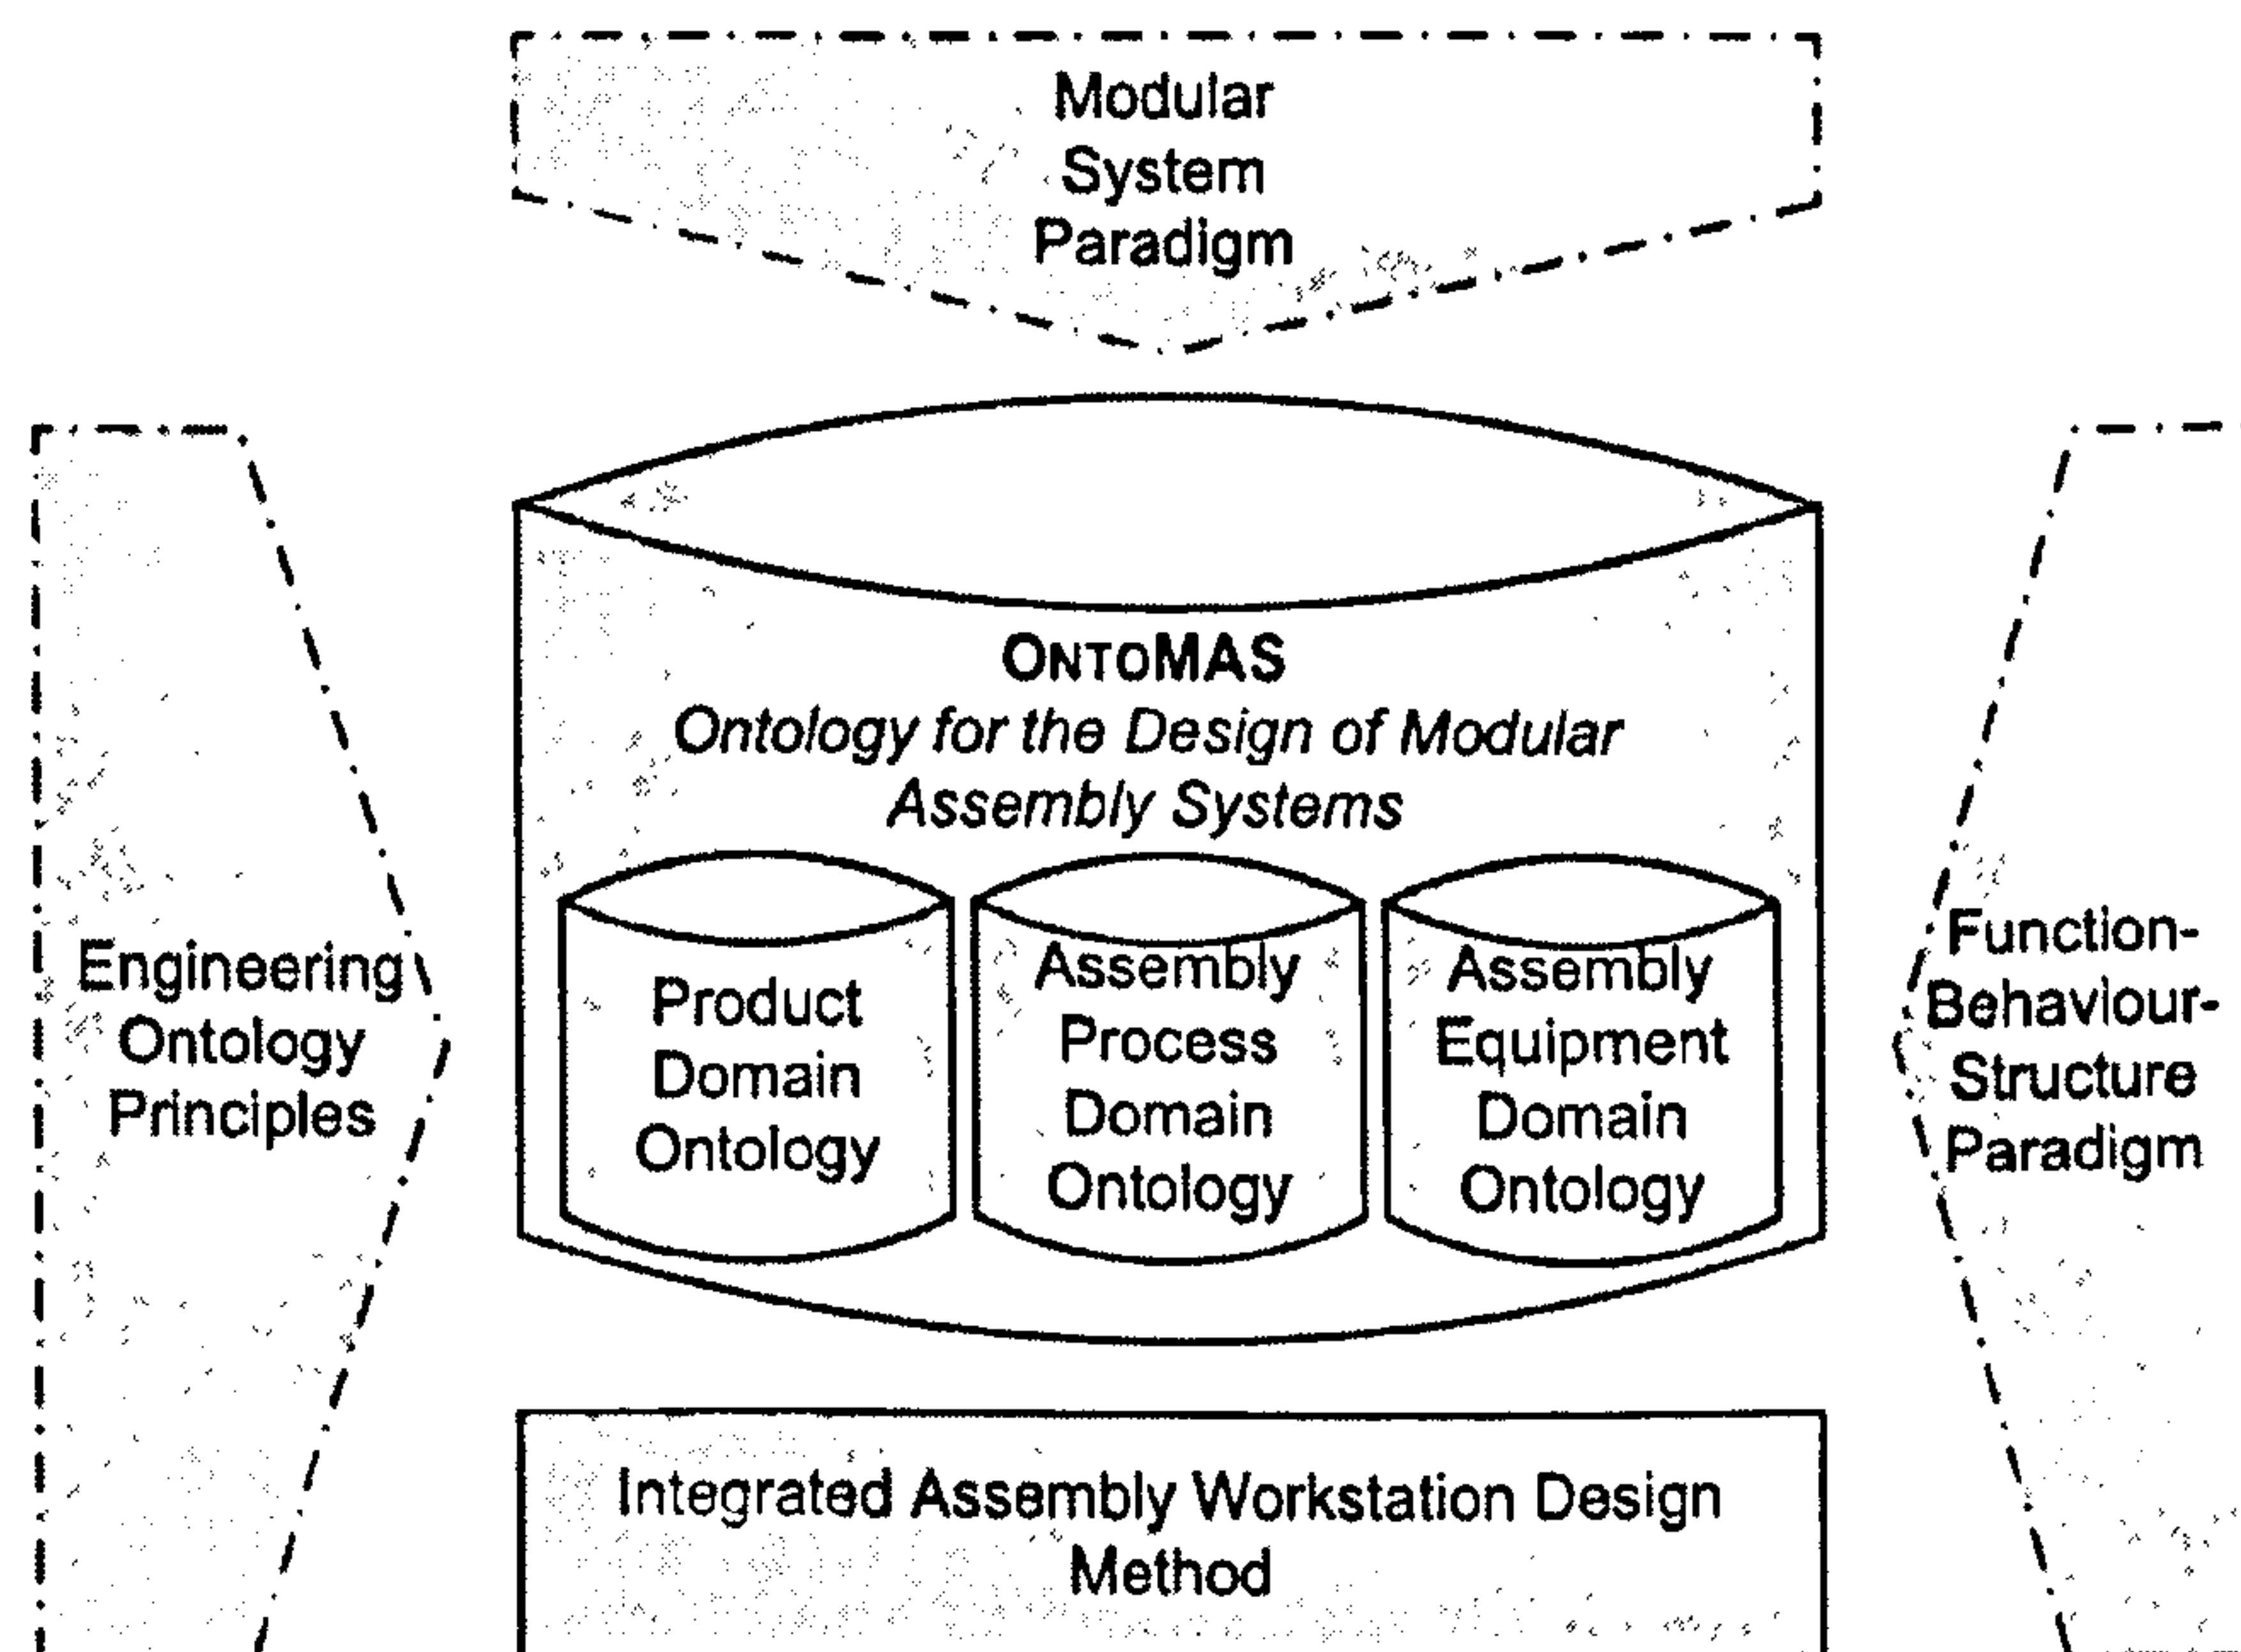 Modular
System
Paradigm
ONTOMAS
Ontology for the Design of Modular
Assembly Systems
Engineering
Ontology
Principles
Product
Domain
Ontology
Assembly
Process
Domain
Ontology
Assembly
Equipment
Domain
Ontology
Function-
Behaviour-
Structure
Paradigm
Integrated Assembly Workstation Design
Method